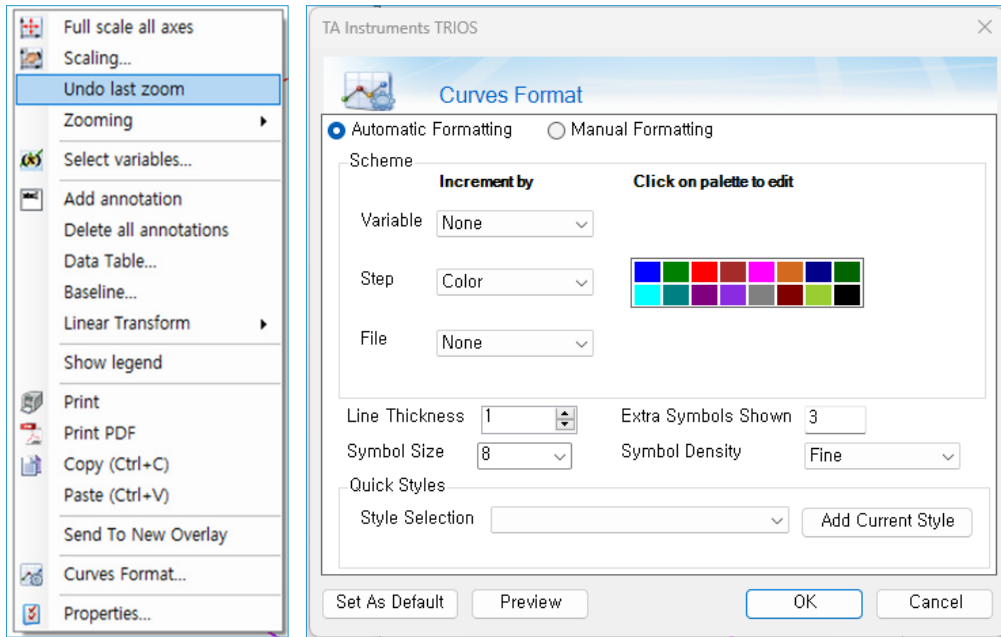 Full scale all axes
Scaling...
Undo last zoom
Zooming
Select variables...
Add annotation
Delete all annotations
Data Table...
Baseline...
Linear Transform
Show legend
Print
Print PDF
Copy (Ctrl+C)
Paste (Ctrl+V)
Send To New Overlay
Curves Format...
Properties...
TA Instruments TRIOS
Curves Format
Automatic Formatting Manual Formatting
Scheme
Increment by Click on palette to edit
Variable None
Step Color
File None
Line Thickness 1 Extra Symbols Shown 3
Symbol Size 8 Symbol Density Fine
Quick Styles
Style Selection Add Current Style
Set As Default Preview OK Cancel